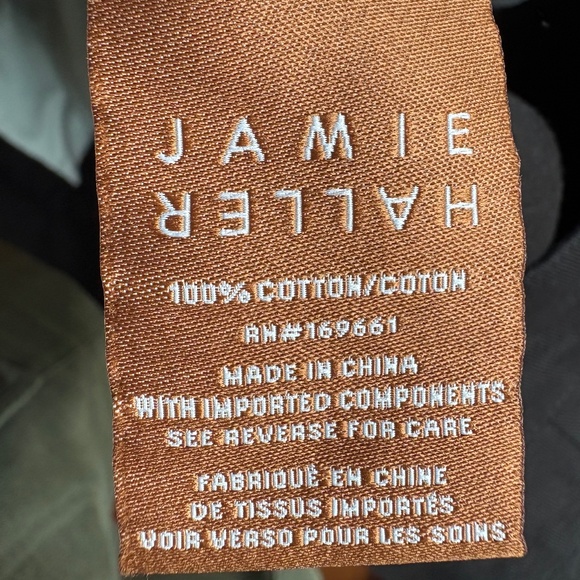 JAMIE
HALLER
100% COTTON/COTON
RN#169661
MADE IN CHINA
WITH IMPORTED COMPONENTS
SEE REVERSE FOR CARE
FABRIQUÉ EN CHINE
DE TISSUS IMPORTÉS
VOIR VERSO POUR LES SOINS